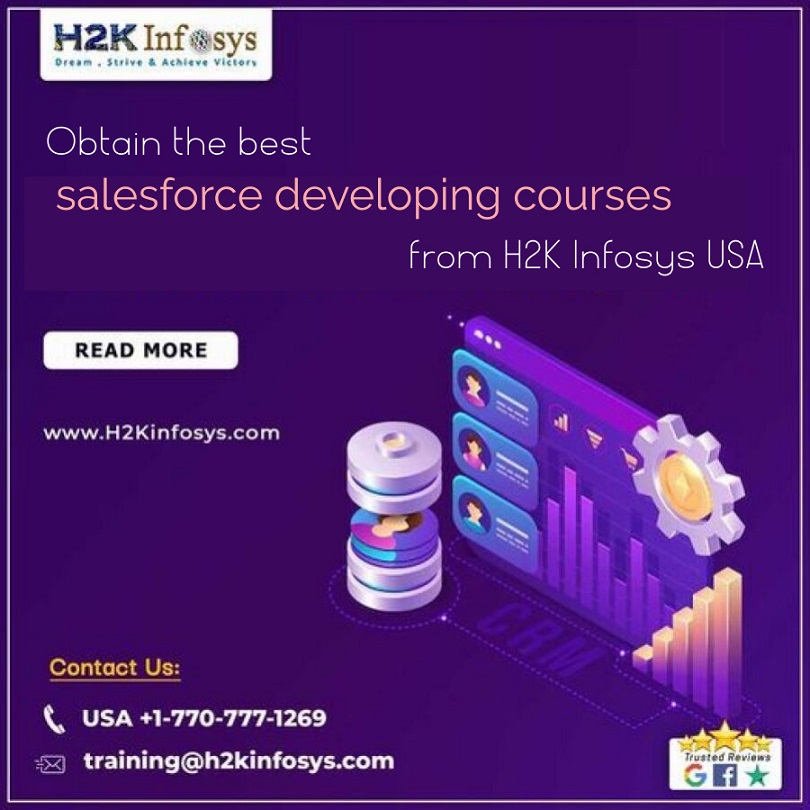 H2K Infosys
Dream , Strive & Achieve Victors
Obtain the best
salesforce developing courses
from H2K Infosys USA
READ MORE
www.H2Kinfosys.com
CRM
Contact Us:
USA +1-770-777-1269
training@h2kinfosys.com
Trusted Reviews